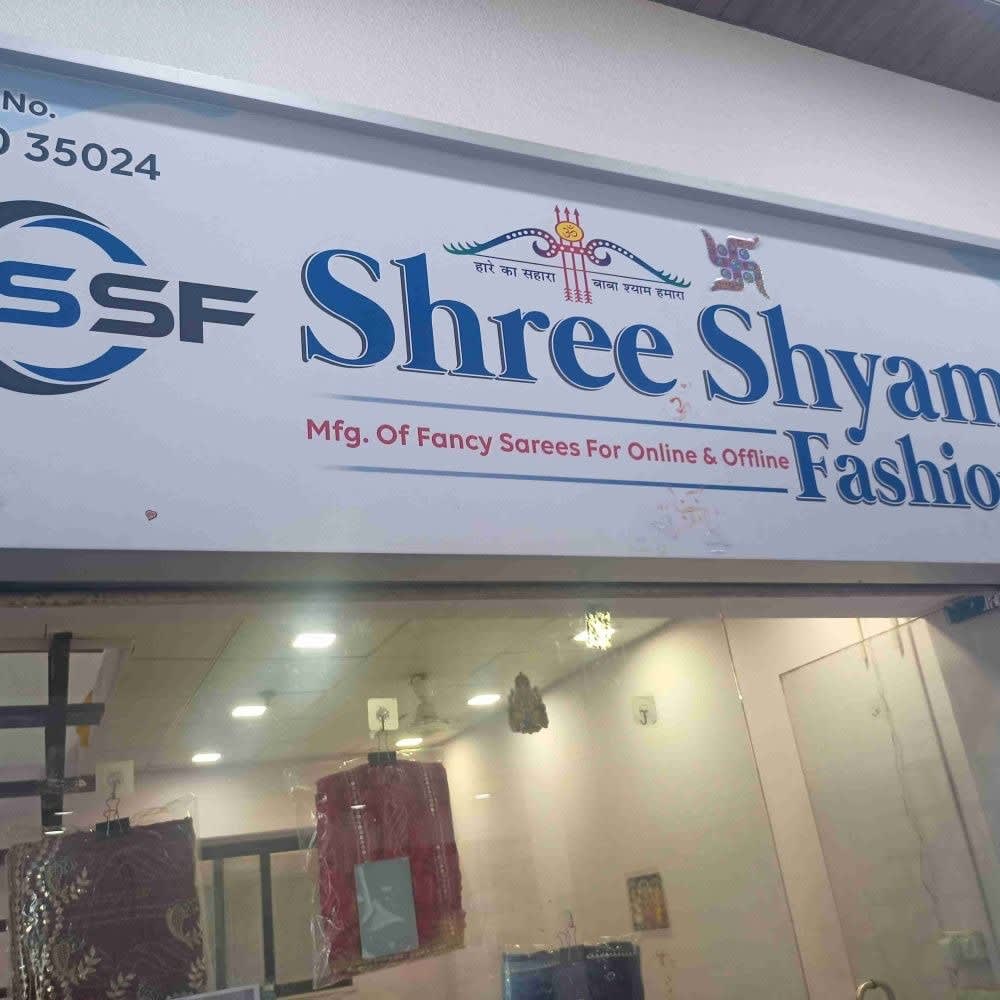 No.
35024
SSF
ॐ
हारे का सहारा बाबा श्याम हमारा
Shree Shyam
Mfg. Of Fancy Sarees For Online & Offline
Fashio